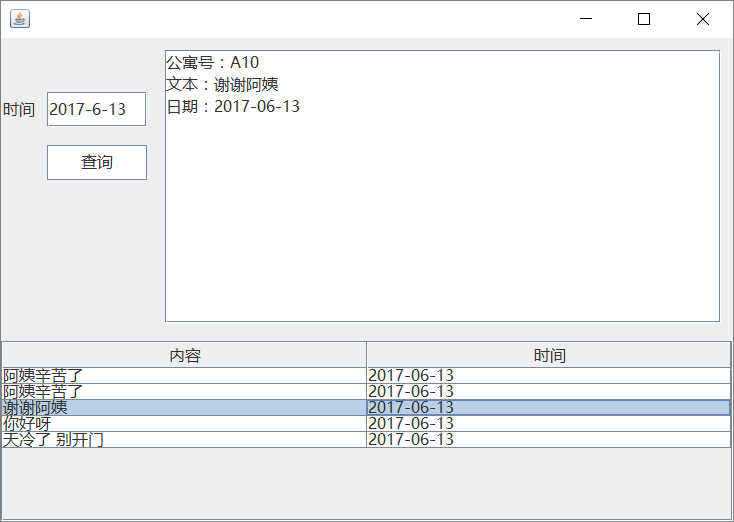 公寓号：A10
文本：谢谢阿姨
日期：2017-06-13
时间 2017-6-13
查询
内容 时间
阿姨辛苦了 2017-06-13
阿姨辛苦了 2017-06-13
谢谢阿姨 2017-06-13
你好呀 2017-06-13
天冷了 别开门 2017-06-13